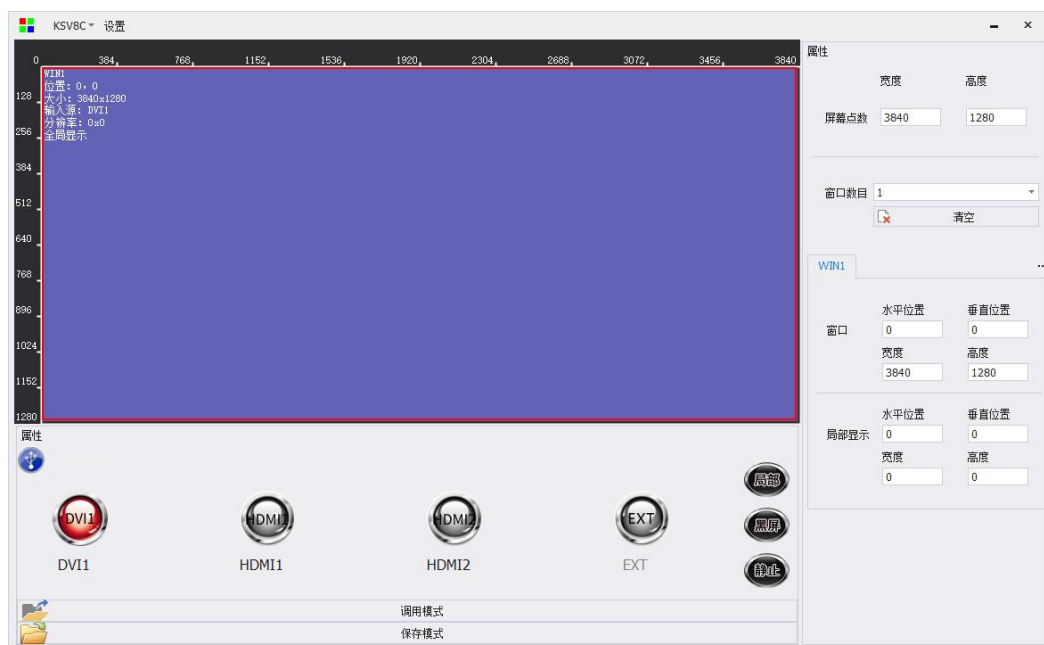 KSV8C 设置
0 384 768 1152 1536 1920 2304 2688 3072 3456 3840
128
256
384
512
640
768
896
1024
1152
1280
WIN1
位置: 0, 0
大小: 3840x1280
输入源: DVI1
分辨率: 0x0
全局显示
属性
DVI1 HDMI1 HDMI2 EXT
DVI1 HDMI1 HDMI2 EXT
局部
黑屏
静止
调用模式
保存模式
属性
宽度 高度
屏幕点数 3840 1280
窗口数目 1
清空
WIN1 ..
水平位置 垂直位置
窗口 0 0
宽度 高度
3840 1280
水平位置 垂直位置
局部显示 0 0
宽度 高度
0 0